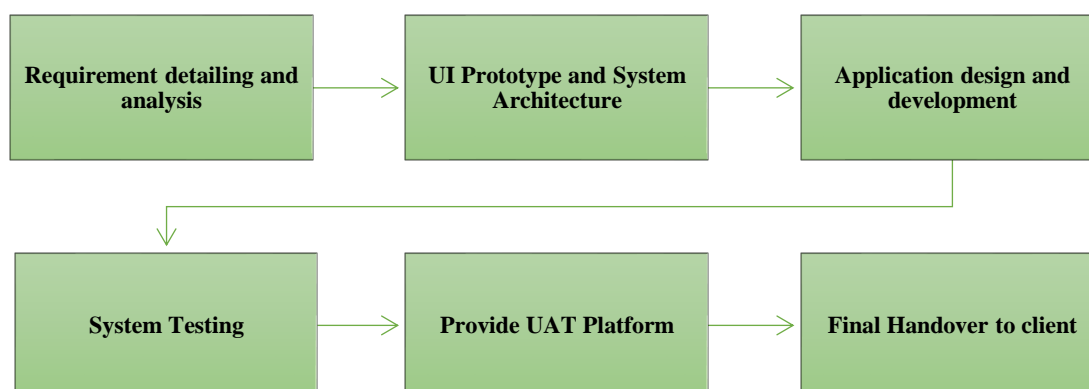 Requirement detailing and
analysis
UI Prototype and System
Architecture
Application design and
development
System Testing
Provide UAT Platform
Final Handover to client